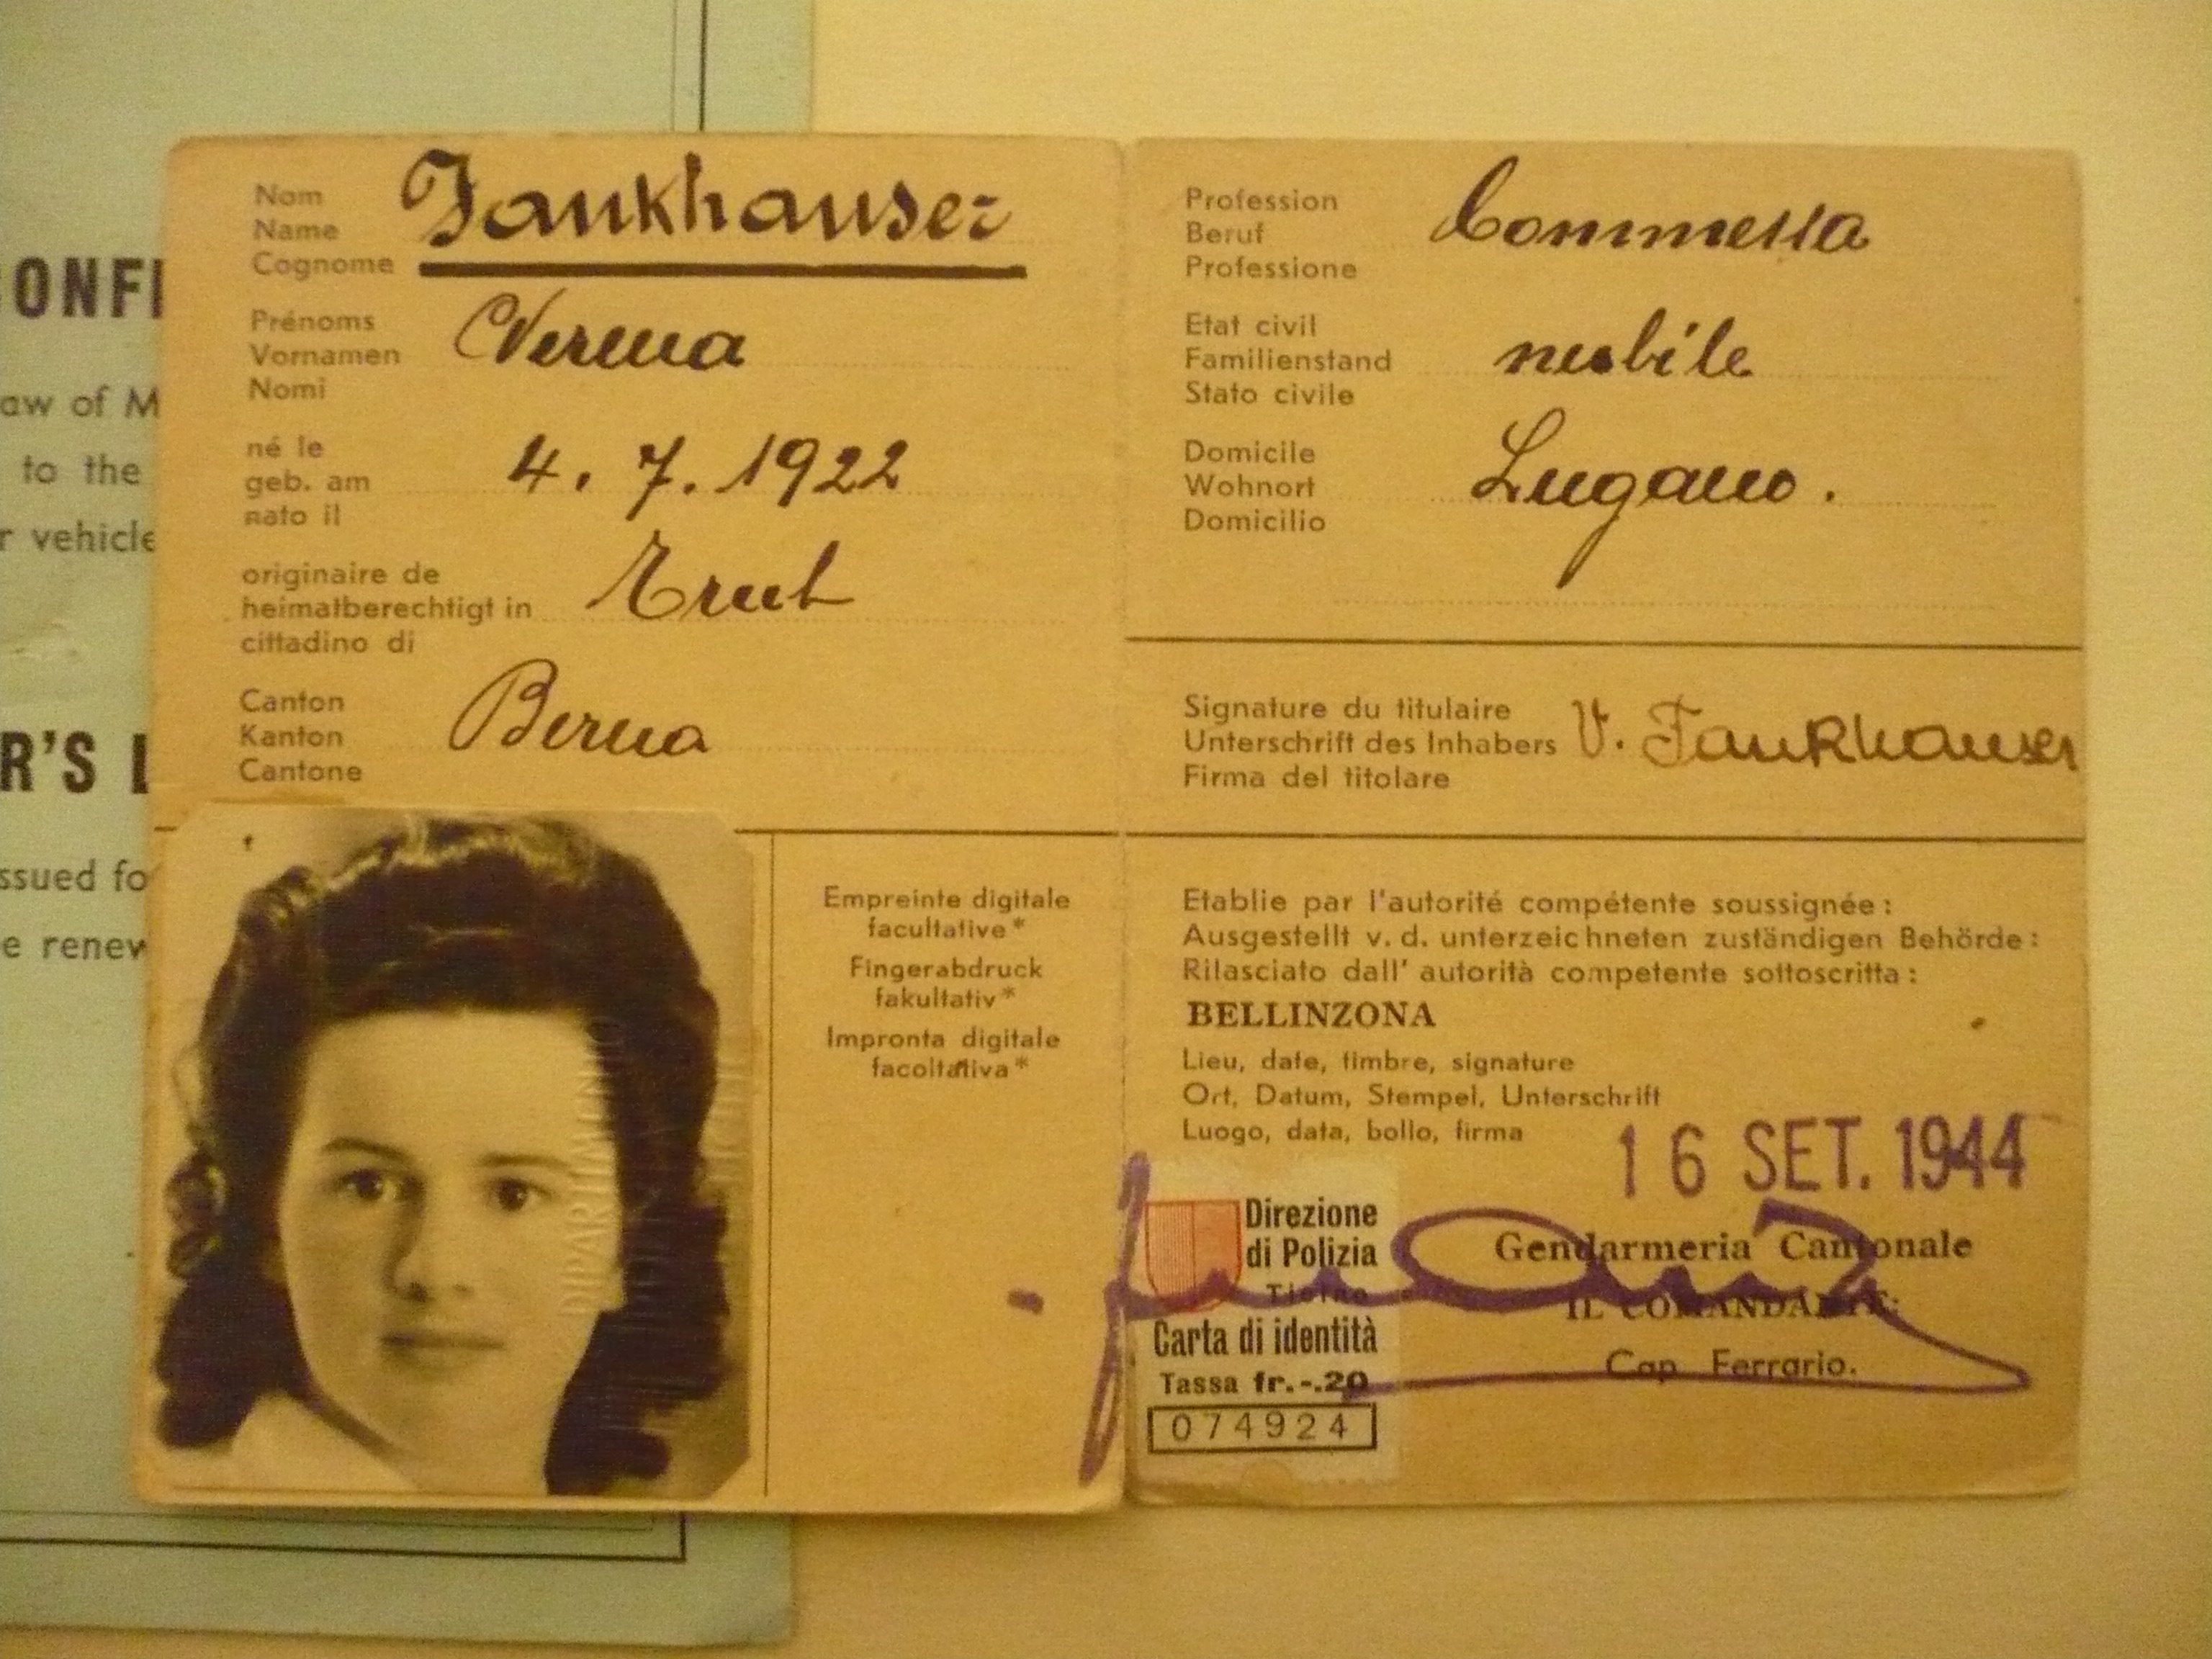 CONFI
aw of M
to the
r vehicle
R'S L
ssued fo
e renew
Nom
Name
Cognome
Fankhauser
Prénoms
Vornamen
Nomi
Verena
né le
geb. am
nato il
4. 7. 1922
originaire de
heimatberechtigt in
cittadino di
Trub
Canton
Kanton
Cantone
Berna
DIPARTIMENTO
Empreinte digitale
facultative*
Fingerabdruck
fakultativ*
Impronta digitale
facoltativa*
Profession
Beruf
Professione
Commessa
Etat civil
Familienstand
Stato civile
nubile
Domicile
Wohnort
Domicilio
Lugano.
Signature du titulaire
Unterschrift des Inhabers
Firma del titolare
V. Fankhauser
Etablie par l'autorité compétente soussignée:
Ausgestellt v. d. unterzeichneten zuständigen Behörde:
Rilasciato dall' autorità competente sottoscritta:
BELLINZONA
Lieu, date, timbre, signature
Ort, Datum, Stempel, Unterschrift
Luogo, data, bollo, firma
16 SET. 1944
Direzione
di Polizia
Ticino
Carta di identità
Tassa fr.-.20
074924
Gendarmeria Cantonale
IL COMANDANTE:
Cap. Ferrario.